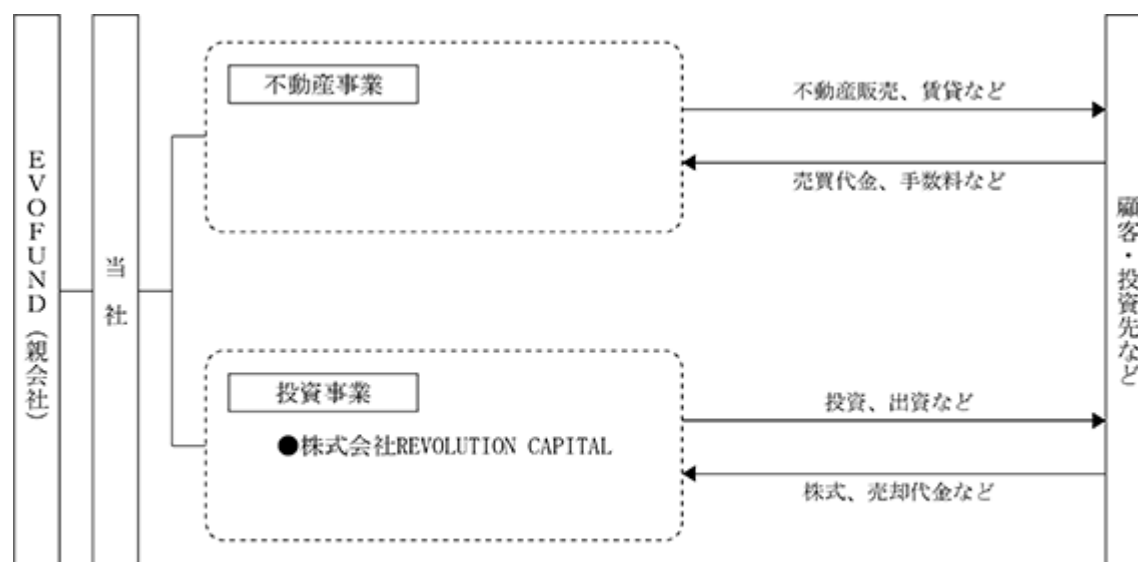 EVOFUND(親会社)
当社
不動産事業
不動産販売、賃貸など
売買代金、手数料など
投資事業
●株式会社REVOLUTION CAPITAL
投資、出資など
株式、売却代金など
顧客・投資先など